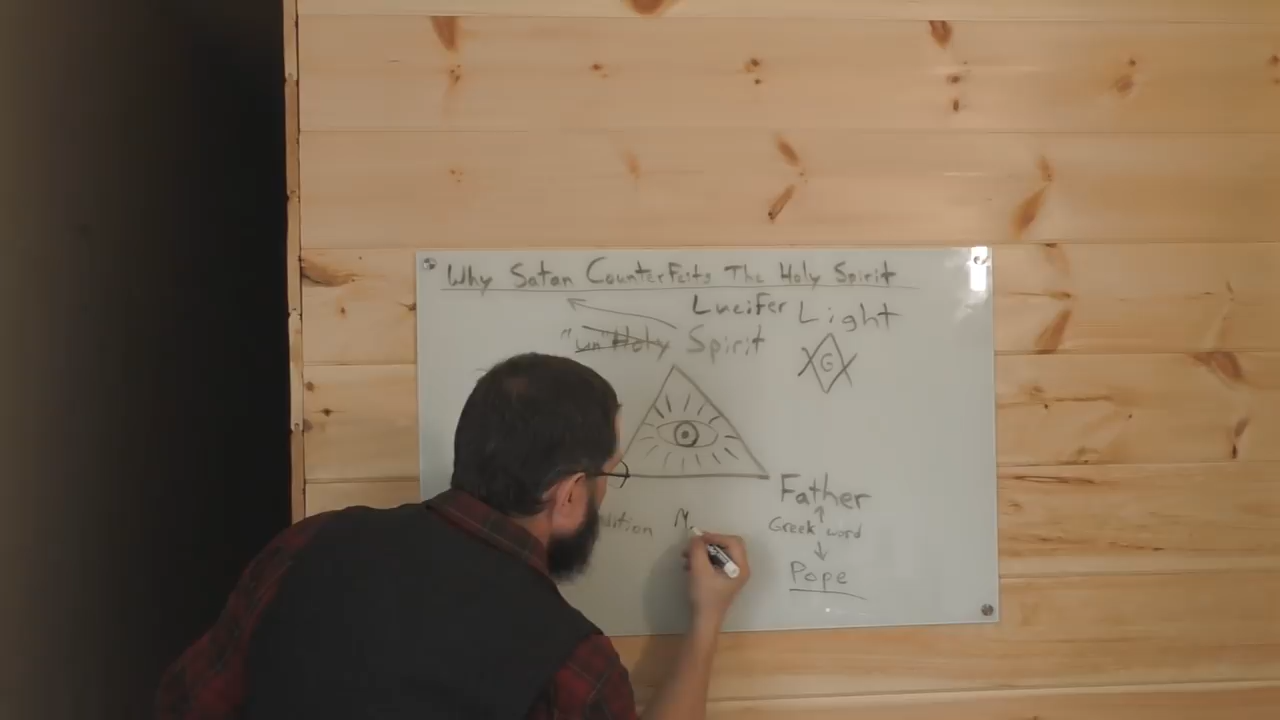 Why Satan Counterfeits The Holy Spirit
Lucifer Light
"un" Holy Spirit
G
Father
Greek word
Pope